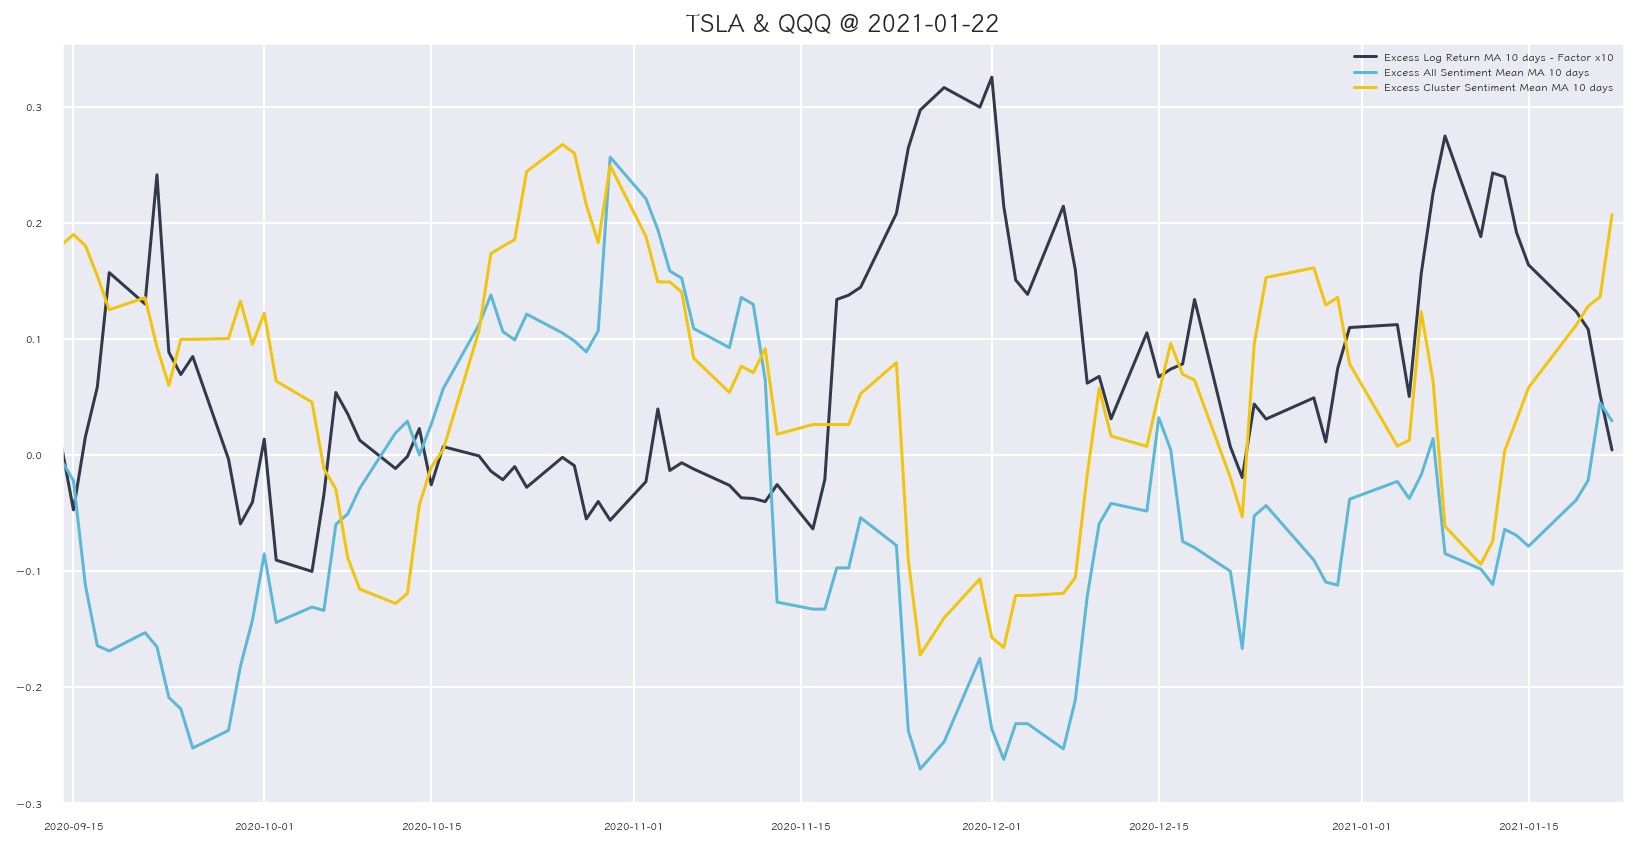 TSLA & QQQ @ 2021-01-22
Excess Log Return MA 10 days - Factor x10
Excess All Sentiment Mean MA 10 days
Excess Cluster Sentiment Mean MA 10 days
0.3
0.2
0.1
0.0
−0.1
−0.2
−0.3
2020-09-15 2020-10-01 2020-10-15 2020-11-01 2020-11-15 2020-12-01 2020-12-15 2021-01-01 2021-01-15